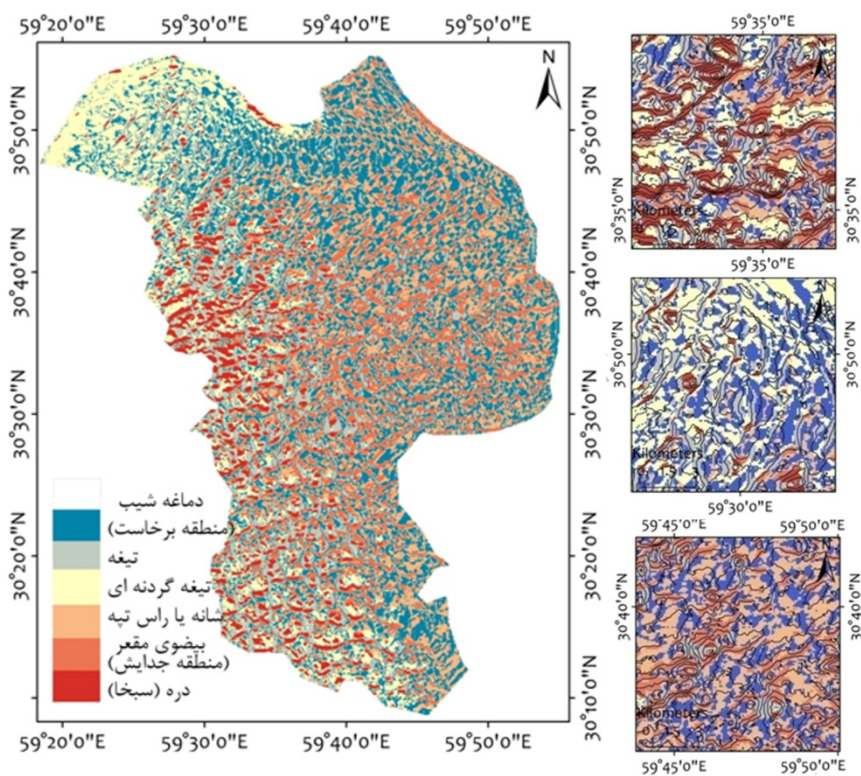 59°20'0"E 59°30'0"E 59°40'0"E 59°50'0"E
N
30°50'0"N
30°40'0"N
30°30'0"N
30°20'0"N
30°10'0"N
30°50'0"N
30°40'0"N
30°30'0"N
30°20'0"N
30°10'0"N
دماغه شیب
(منطقه برخاست)
تیغه
تیغه گردنه ای
شانه یا راس تپه
بیضوی مقعر
(منطقه جدایش)
دره (سبخا)
59°20'0"E 59°30'0"E 59°40'0"E 59°50'0"E
59°35'0"E
N
30°35'0"N
30°35'0"N
Kilometers
59°35'0"E
30°50'0"N
30°50'0"N
Kilometers
59°30'0"E
59°45'0"E 59°50'0"E
30°40'0"N
30°40'0"N
Kilometers
59°45'0"E 59°50'0"E